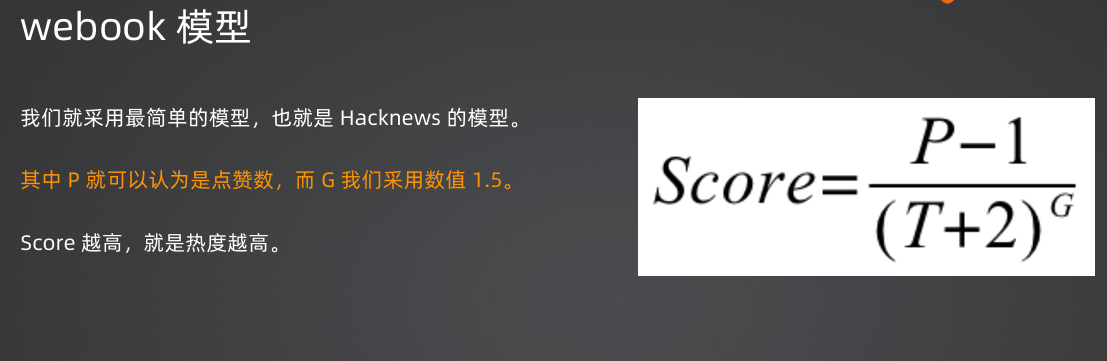 webook 模型
我们就采用最简单的模型，也就是 Hacknews 的模型。
其中 P 就可以认为是点赞数，而 G 我们采用数值 1.5。
Score 越高，就是热度越高。
Score=\frac{P-1}{(T+2)^G}